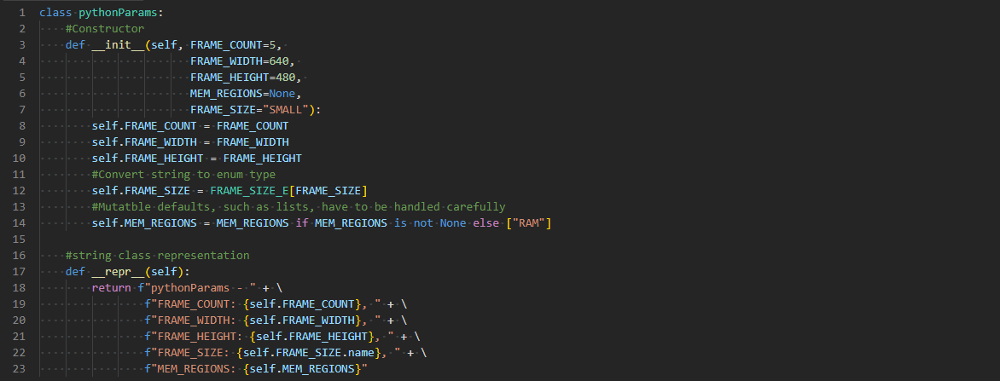 1 class pythonParams:
2     #Constructor
3     def __init__(self, FRAME_COUNT=5,
4                        FRAME_WIDTH=640,
5                        FRAME_HEIGHT=480,
6                        MEM_REGIONS=None,
7                        FRAME_SIZE="SMALL"):
8         self.FRAME_COUNT = FRAME_COUNT
9         self.FRAME_WIDTH = FRAME_WIDTH
10         self.FRAME_HEIGHT = FRAME_HEIGHT
11         #Convert string to enum type
12         self.FRAME_SIZE = FRAME_SIZE_E[FRAME_SIZE]
13         #Mutatble defaults, such as lists, have to be handled carefully
14         self.MEM_REGIONS = MEM_REGIONS if MEM_REGIONS is not None else ["RAM"]
15
16     #string class representation
17     def __repr__(self):
18         return f"pythonParams - " + \
19                 f"FRAME_COUNT: {self.FRAME_COUNT}, " + \
20                 f"FRAME_WIDTH: {self.FRAME_WIDTH}, " + \
21                 f"FRAME_HEIGHT: {self.FRAME_HEIGHT}, " + \
22                 f"FRAME_SIZE: {self.FRAME_SIZE.name}, " + \
23                 f"MEM_REGIONS: {self.MEM_REGIONS}"